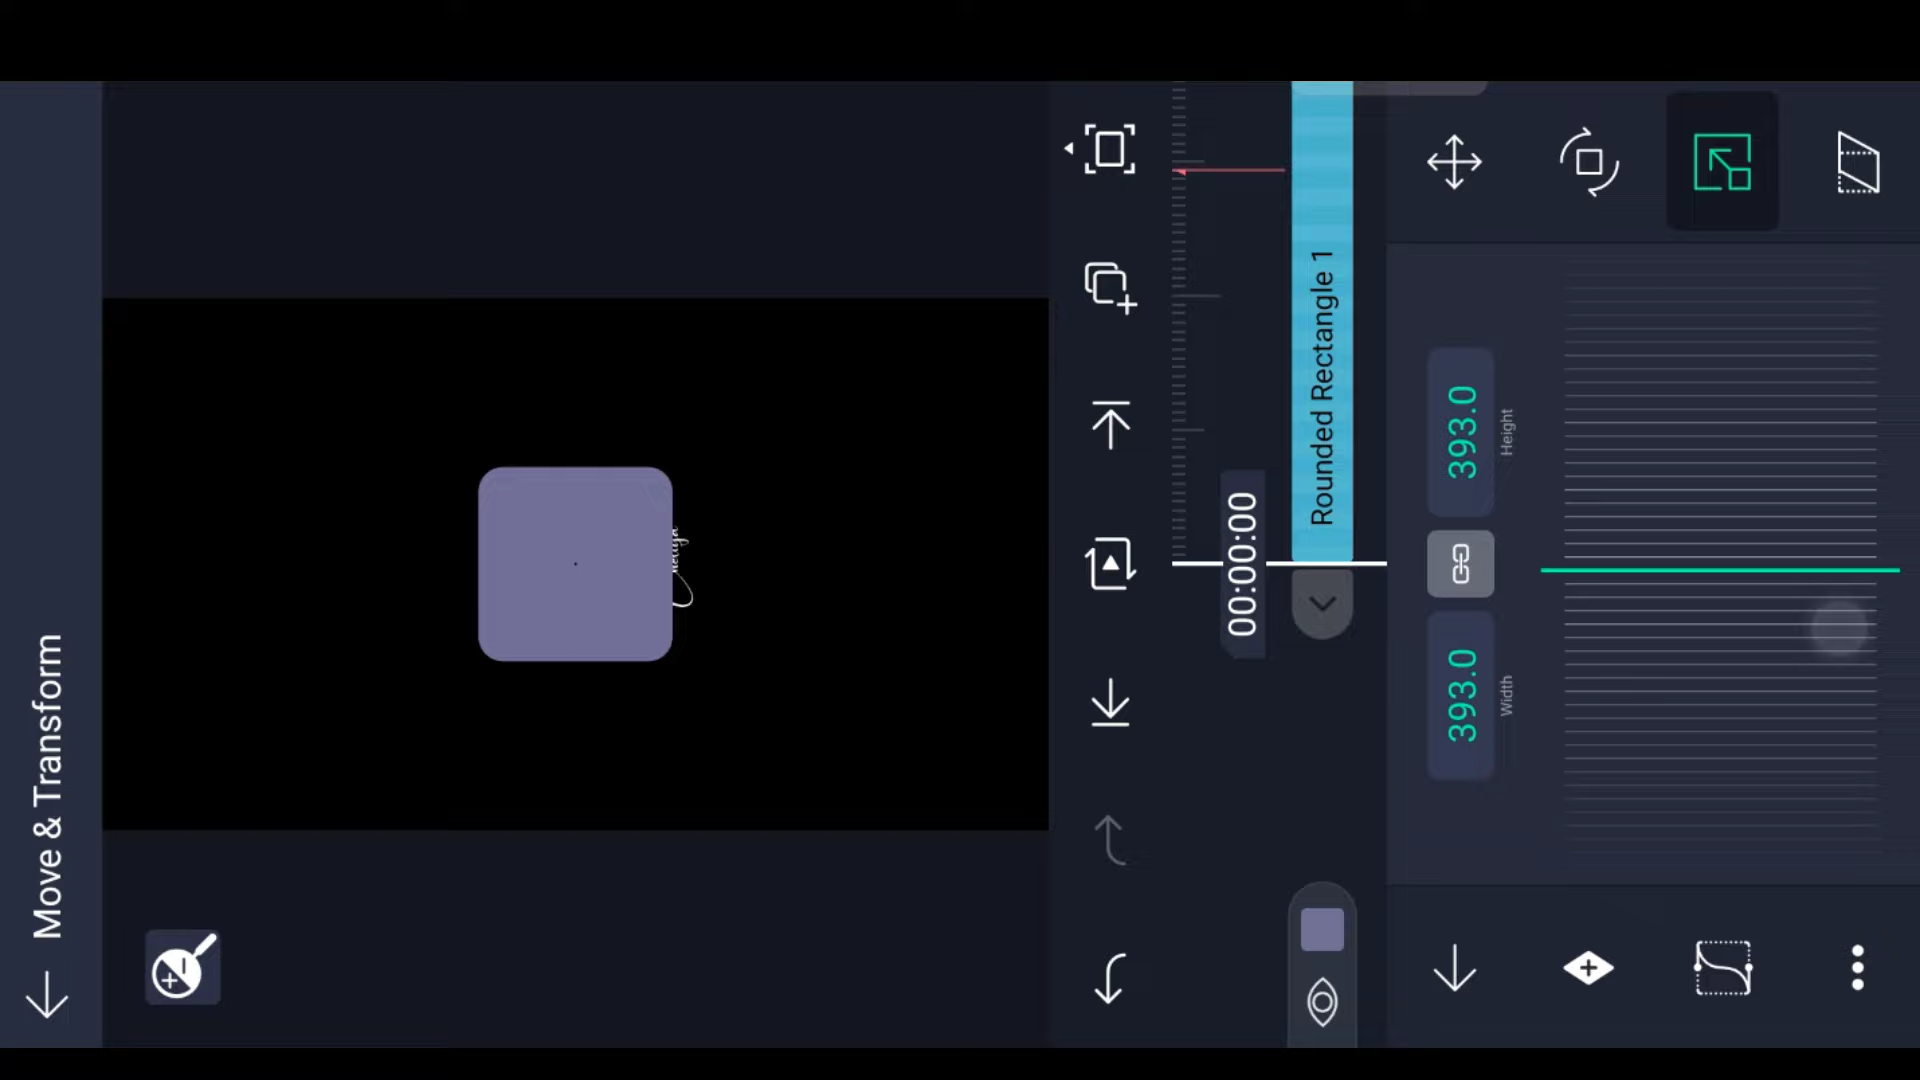 Move & Transform
00:00:00
Rounded Rectangle 1
393.0
Width
393.0
Height